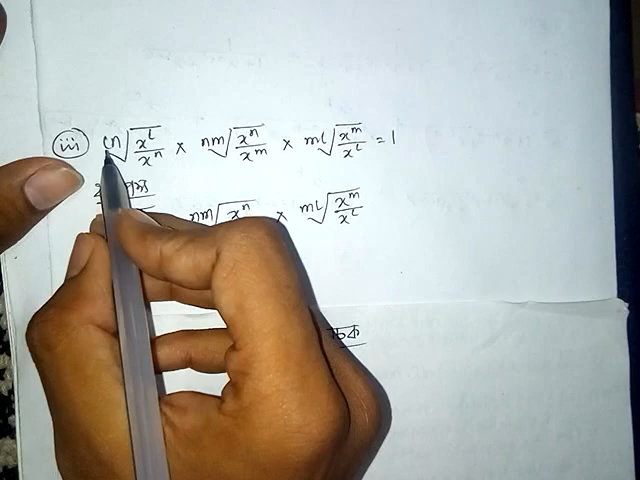 (iii) ln√(x^l/x^n) × nm√(x^n/x^m) × ml√(x^m/x^l) = 1
nm√(x^n × ml√(x^m/x^l)